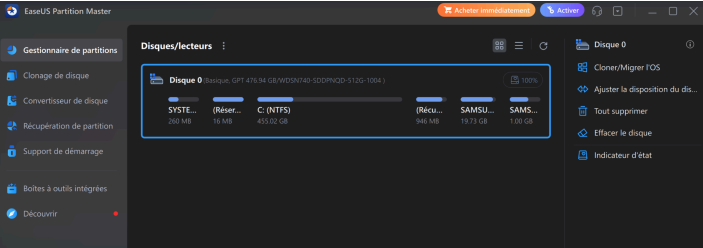 EaseUS Partition Master
Acheter immédiatement
Activer
Gestionnaire de partitions
Clonage de disque
Convertisseur de disque
Récupération de partition
Support de démarrage
Boîtes à outils intégrées
Découvrir
Disques/lecteurs
Disque 0 (Basique, GPT 476.94 GB/WDSN740-SDDPNQD-512G-1004 )
100%
SYSTE... (Réser... C: (NTFS) (Récu... SAMSU... SAMS...
260 MB 16 MB 455.02 GB 946 MB 19.73 GB 1.00 GB
Disque 0
Cloner/Migrer l'OS
Ajuster la disposition du dis...
Tout supprimer
Effacer le disque
Indicateur d'état